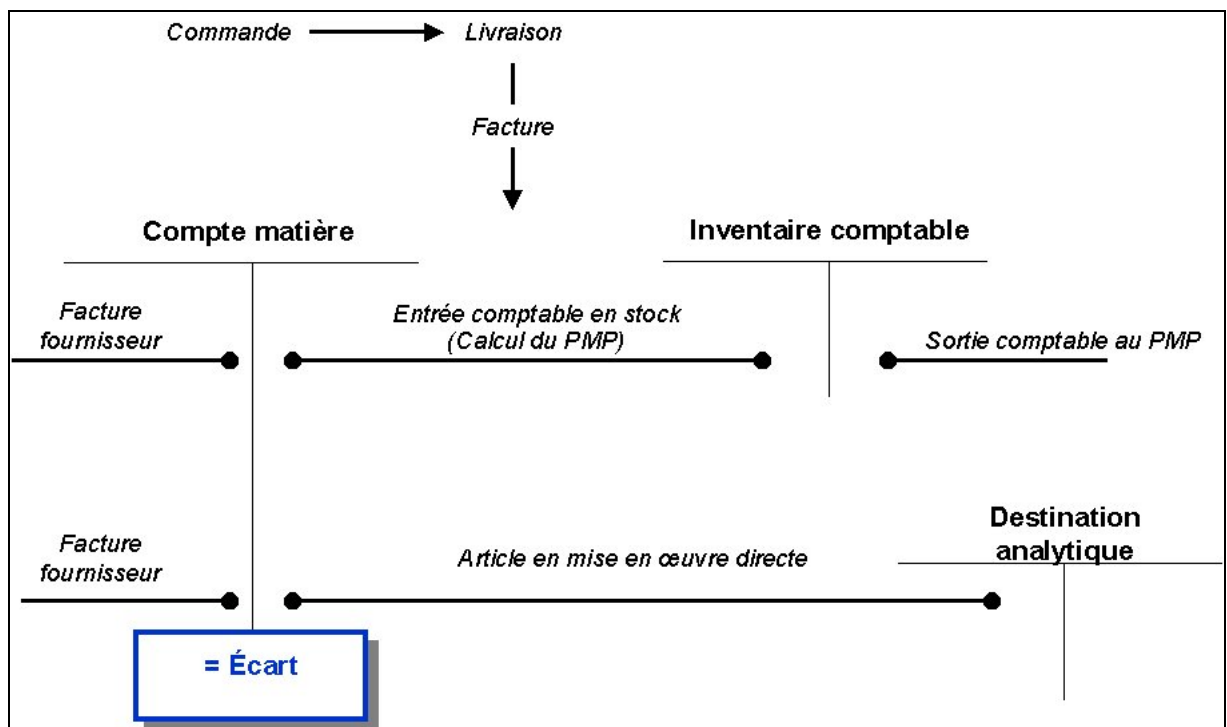 Commande
Livraison
Facture
Compte matière
Inventaire comptable
Facture
fournisseur
Entrée comptable en stock
(Calcul du PMP)
Sortie comptable au PMP
Facture
fournisseur
Article en mise en œuvre directe
Destination
analytique
= Écart